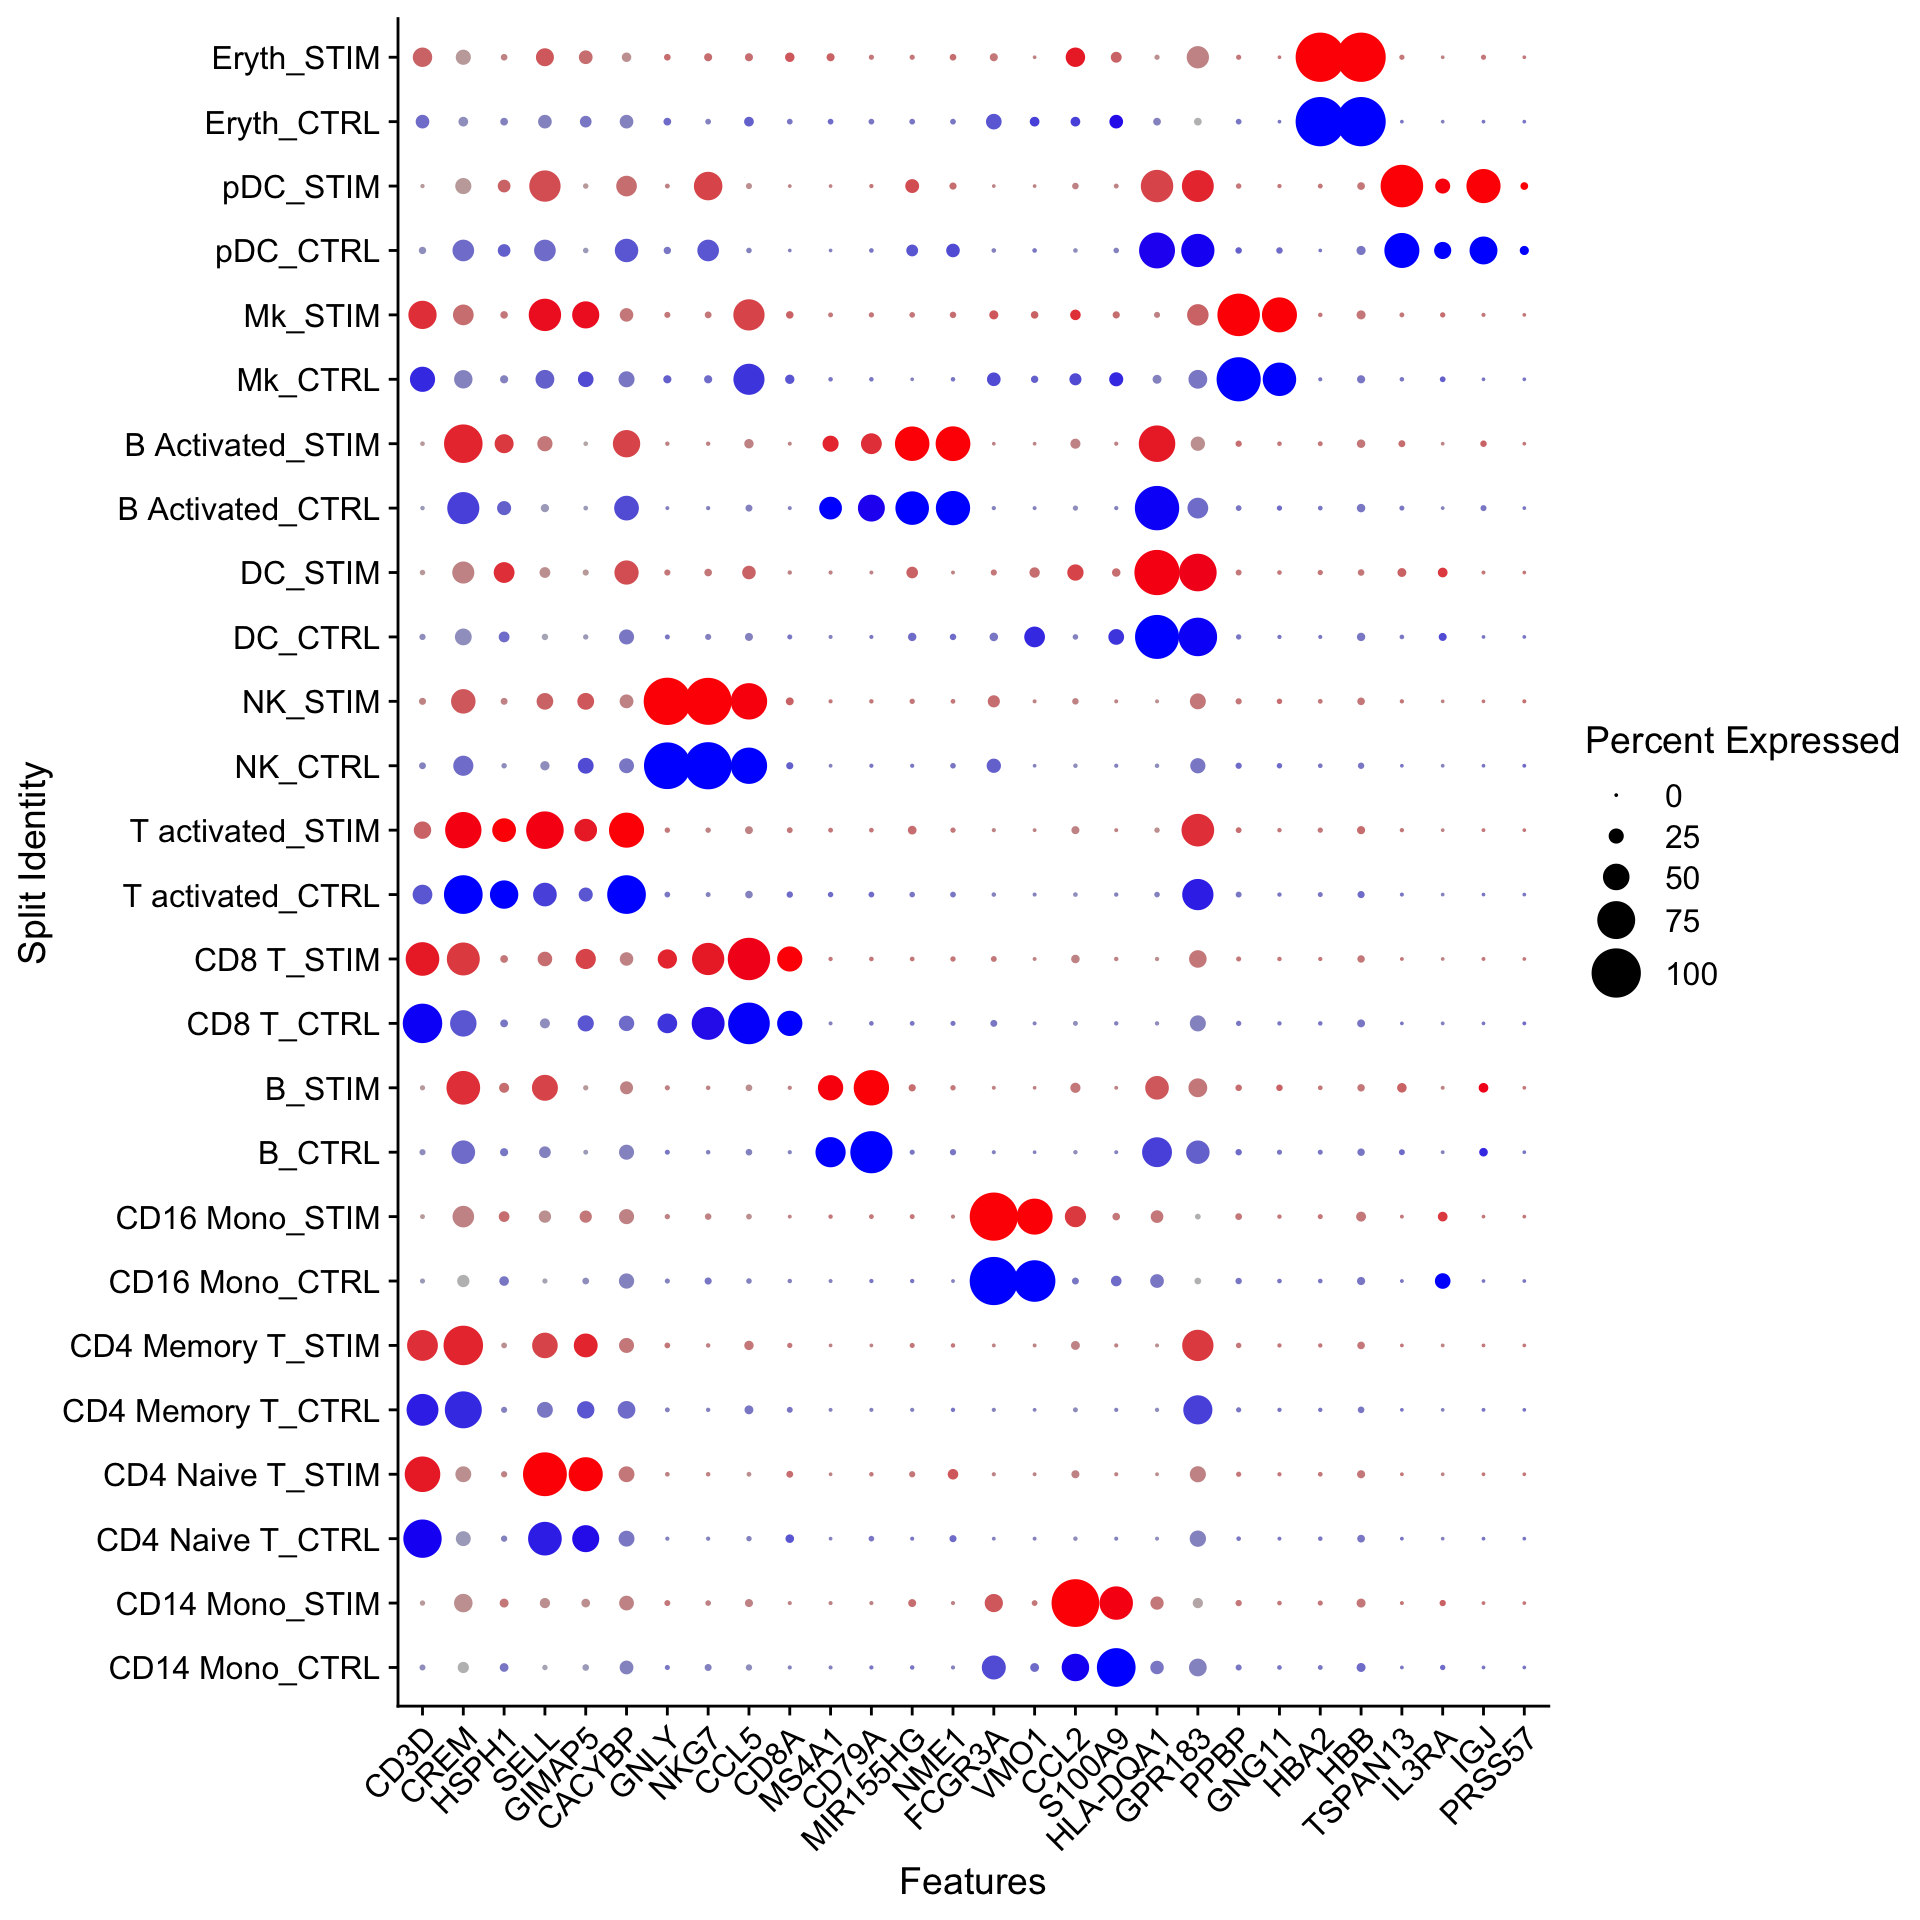 Eryth_STIM
Eryth_CTRL
pDC_STIM
pDC_CTRL
Mk_STIM
Mk_CTRL
B Activated_STIM
B Activated_CTRL
DC_STIM
DC_CTRL
NK_STIM
NK_CTRL
T activated_STIM
T activated_CTRL
CD8 T_STIM
CD8 T_CTRL
B_STIM
B_CTRL
CD16 Mono_STIM
CD16 Mono_CTRL
CD4 Memory T_STIM
CD4 Memory T_CTRL
CD4 Naive T_STIM
CD4 Naive T_CTRL
CD14 Mono_STIM
CD14 Mono_CTRL
Split Identity
CD3D
CREM
HSPH1
SELL
GIMAP5
CACYBP
GNLY
NKG7
CCL5
CD8A
MS4A1
CD79A
MIR155HG
NME1
FCGR3A
VMO1
CCL2
S100A9
HLA-DQA1
GPR183
PPBP
GNG11
HBA2
HBB
TSPAN13
IL3RA
IGJ
PRSS57
Features
Percent Expressed
0
25
50
75
100